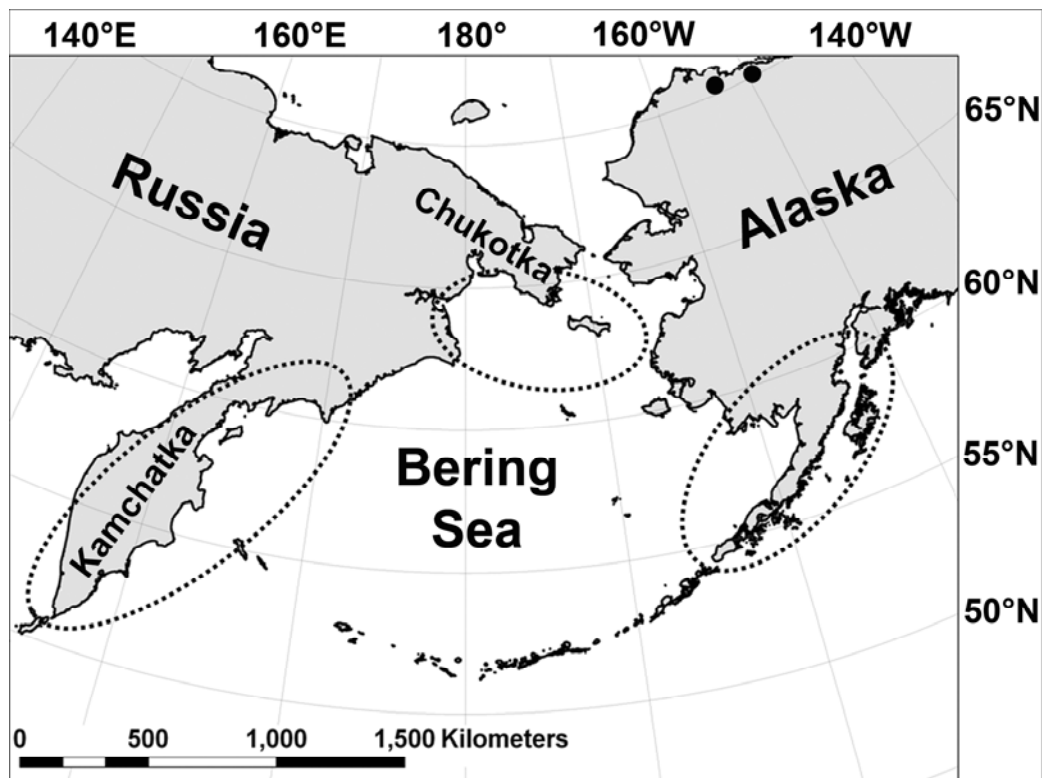 140°E 160°E 180° 160°W 140°W
65°N
Russia
Chukotka
Alaska
60°N
Kamchatka
Bering
Sea
55°N
50°N
0 500 1,000 1,500 Kilometers